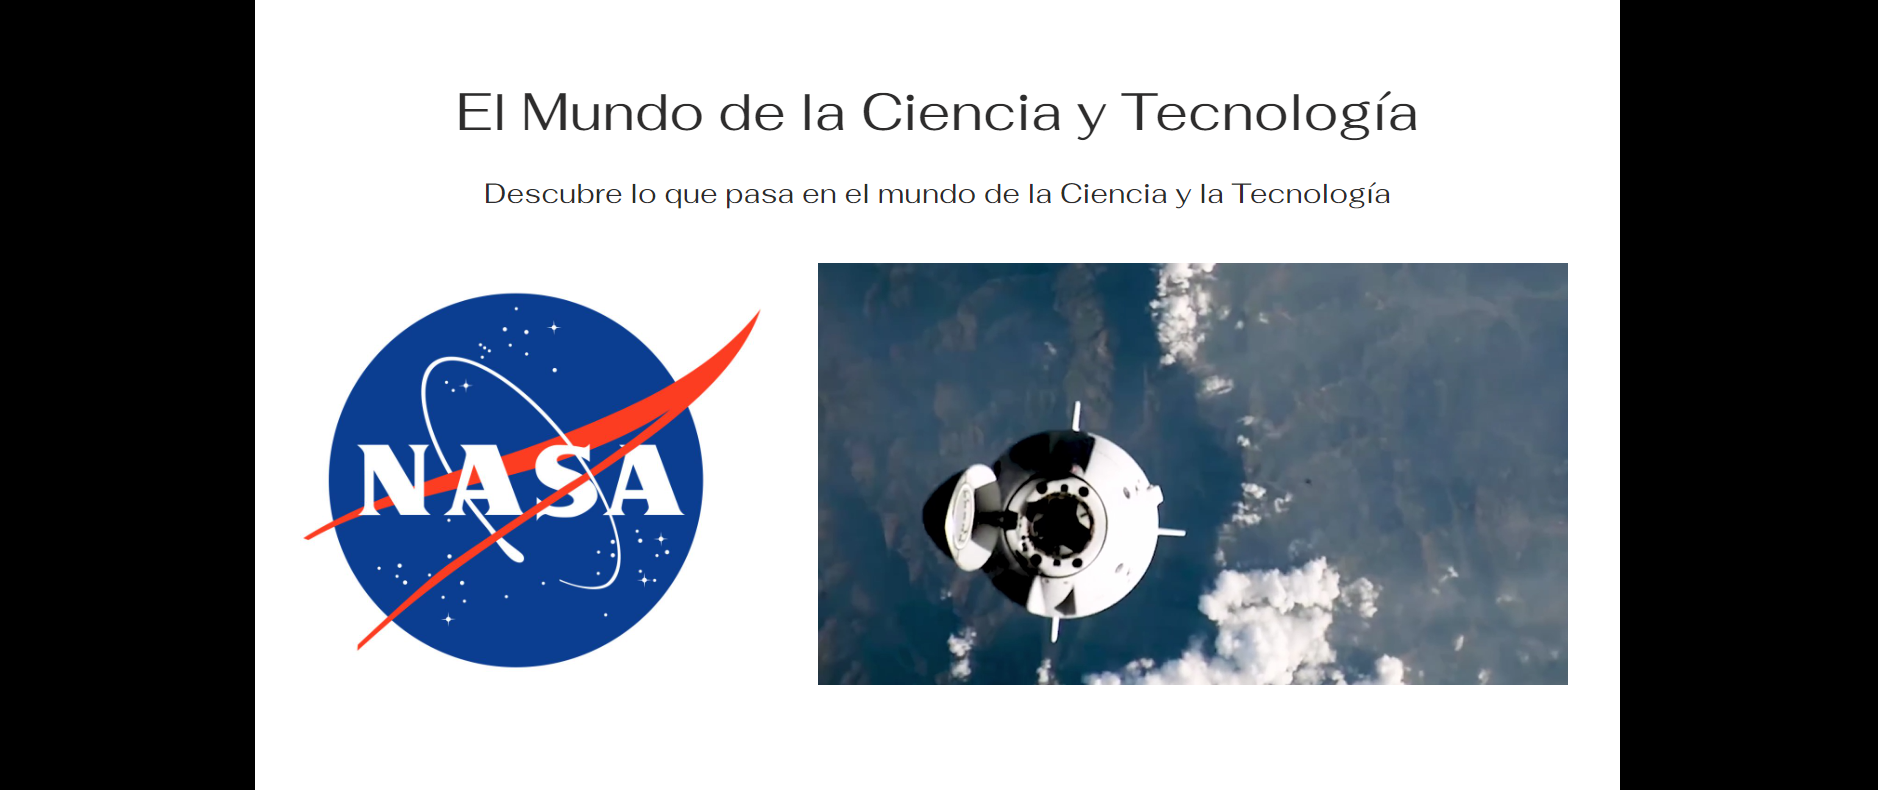 El Mundo de la Ciencia y Tecnología
Descubre lo que pasa en el mundo de la Ciencia y la Tecnología
NASA